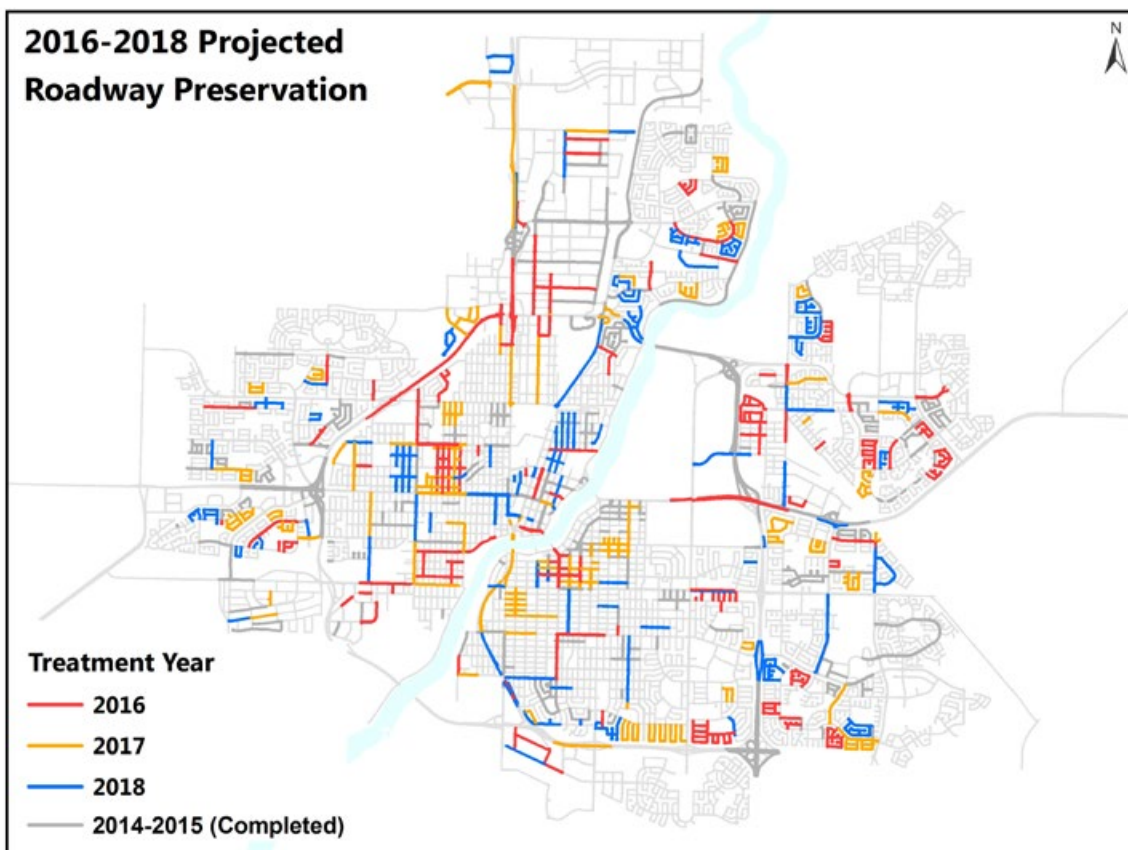 2016-2018 Projected
Roadway Preservation
N
Treatment Year
2016
2017
2018
2014-2015 (Completed)